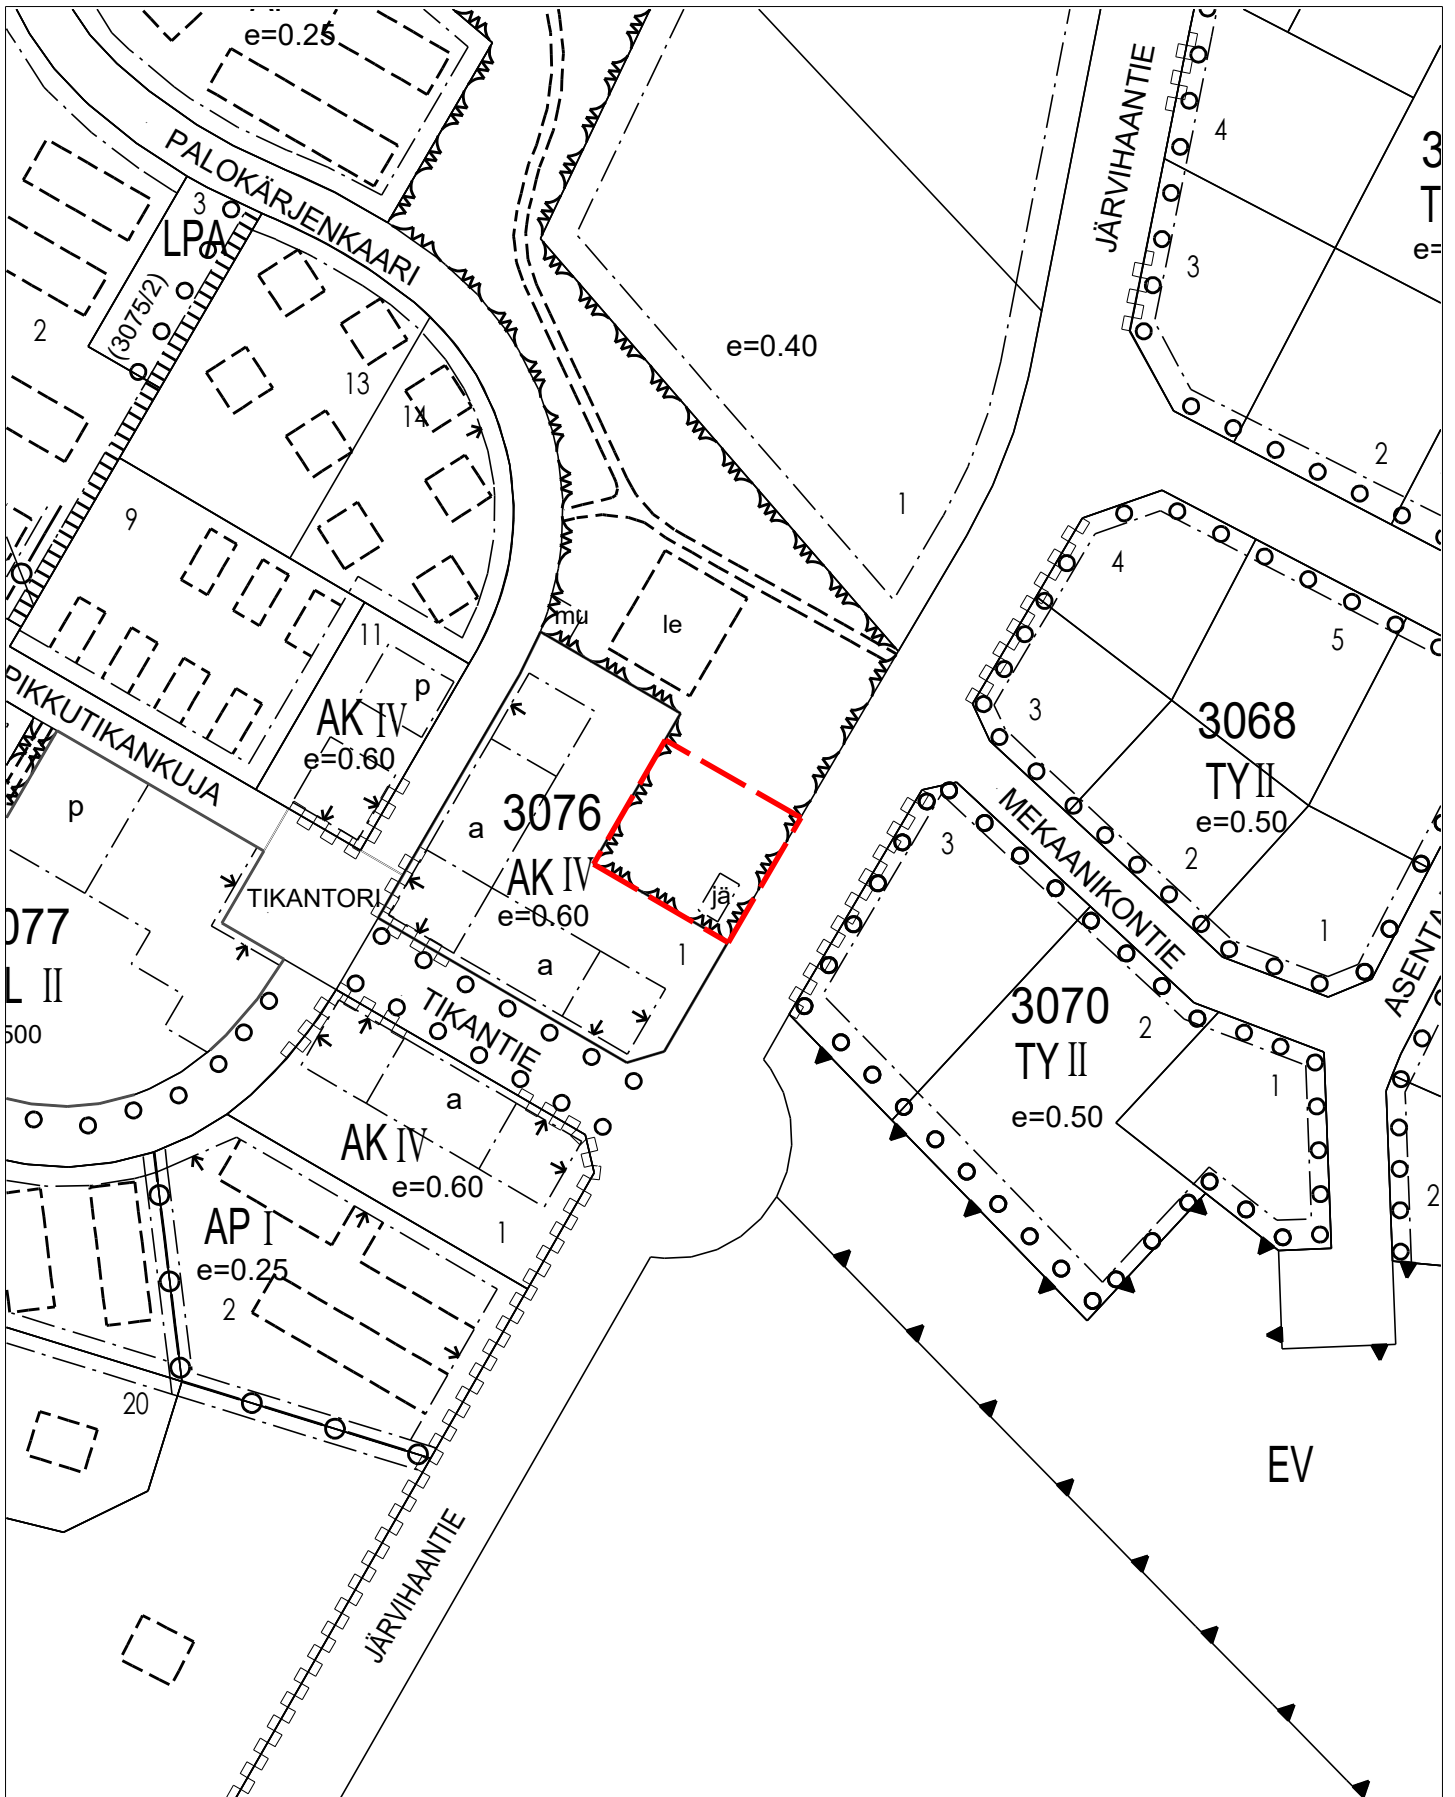 e=0.25
PALOKÄRJENKAARI
JÄRVIHAANTIE
4
3
3
LPA
(3075/2)
2
3
e=
e=0.40
13
14
2
1
9
4
mu
le
11
5
p
PIKKUTIKANKUJA
AK IV
e=0.60
3
3068
TY II
e=0.50
p
3076
a
AK IV
e=0.60
MEKAANIKONTIE
3
2
jä
TIKANTORI
077
L II
500
a
1
1
ASENTA
TIKANTIE
3070
TY II
e=0.50
2
1
a
AK IV
e=0.60
1
2
AP I
e=0.25
2
20
EV
JÄRVIHAANTIE